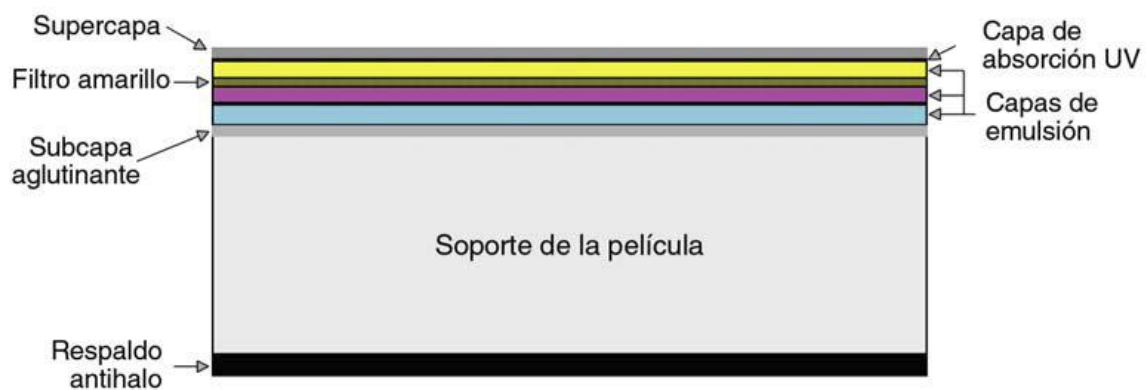 Supercapa
Filtro amarillo
Subcapa
aglutinante
Capa de
absorción UV
Capas de
emulsión
Soporte de la película
Respaldo
antihalo